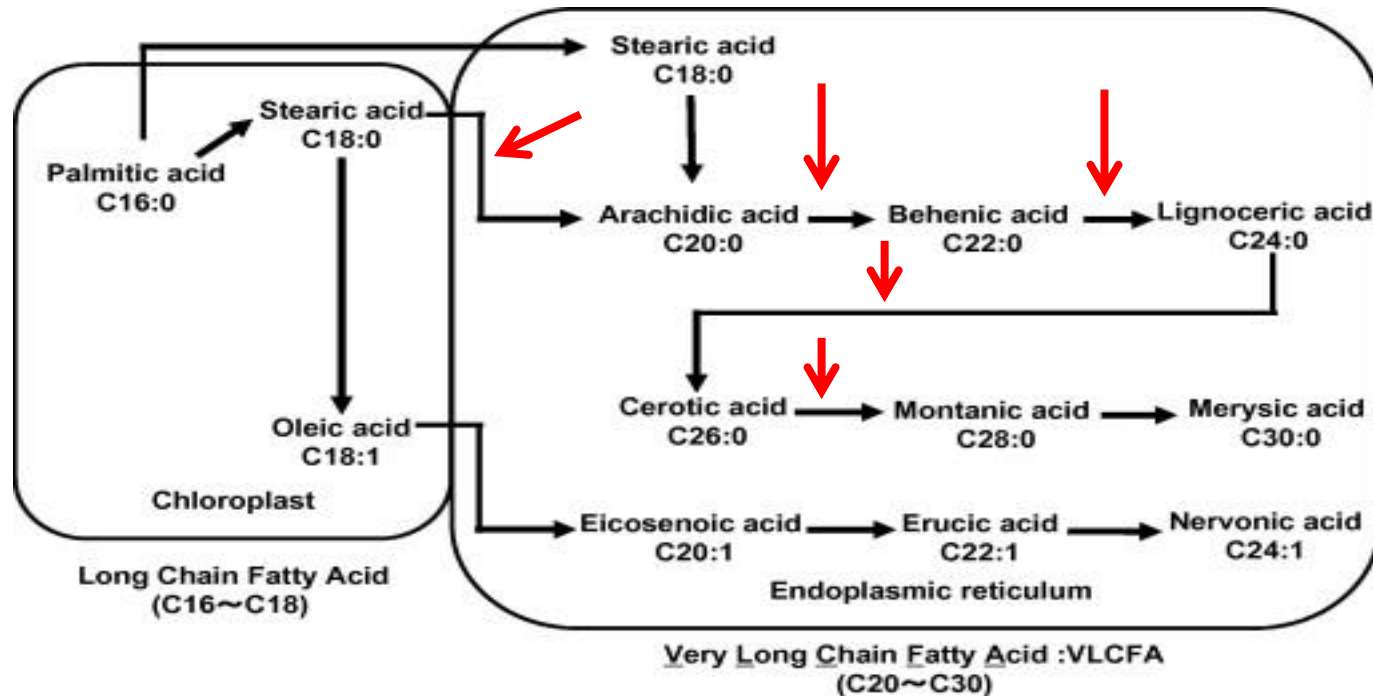 Stearic acid
C18:0
Stearic acid
C18:0
Palmitic acid
C16:0
Arachidic acid
C20:0
Behenic acid
C22:0
Lignoceric acid
C24:0
Cerotic acid
C26:0
Montanic acid
C28:0
Merysic acid
C30:0
Oleic acid
C18:1
Chloroplast
Eicosenoic acid
C20:1
Erucic acid
C22:1
Nervonic acid
C24:1
Endoplasmic reticulum
Long Chain Fatty Acid
(C16～C18)
Very Long Chain Fatty Acid :VLCFA
(C20～C30)